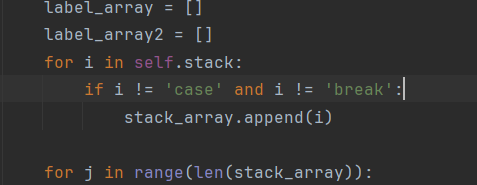 label_array = []
label_array2 = []
for i in self.stack:
if i != 'case' and i != 'break':
stack_array.append(i)
for j in range(len(stack_array)):